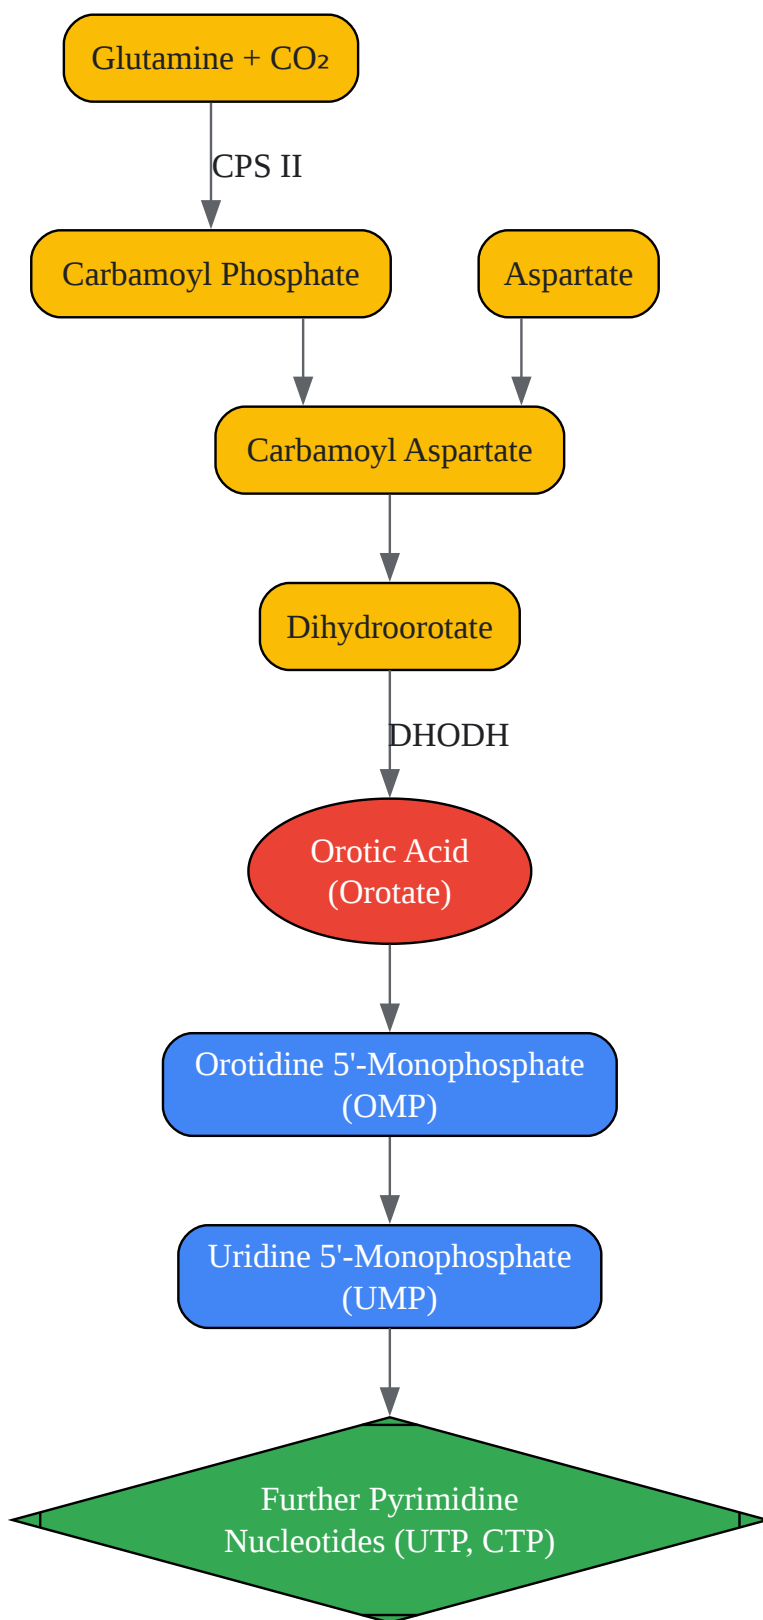 Glutamine + CO₂
CPS II
Carbamoyl Phosphate
Aspartate
Carbamoyl Aspartate
Dihydroorotate
DHODH
Orotic Acid
(Orotate)
Orotidine 5'-Monophosphate
(OMP)
Uridine 5'-Monophosphate
(UMP)
Further Pyrimidine
Nucleotides (UTP, CTP)